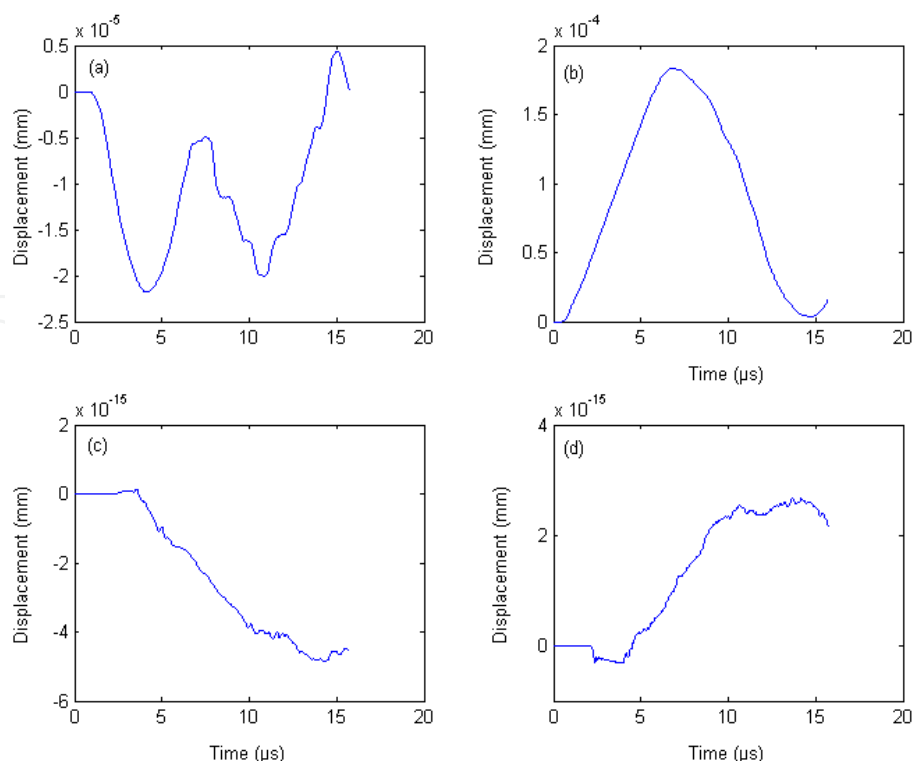 x 10-5
0.5
0
-0.5
-1
-1.5
-2
-2.5
0 5 10 15 20
(a)
Displacement (mm)
x 10-4
2
1.5
1
0.5
0
0 5 10 15 20
(b)
Displacement (mm)
Time (µs)
x 10-15
2
0
-2
-4
-6
0 5 10 15 20
(c)
Displacement (mm)
Time (µs)
x 10-15
4
2
0
0 5 10 15 20
(d)
Displacement (mm)
Time (µs)